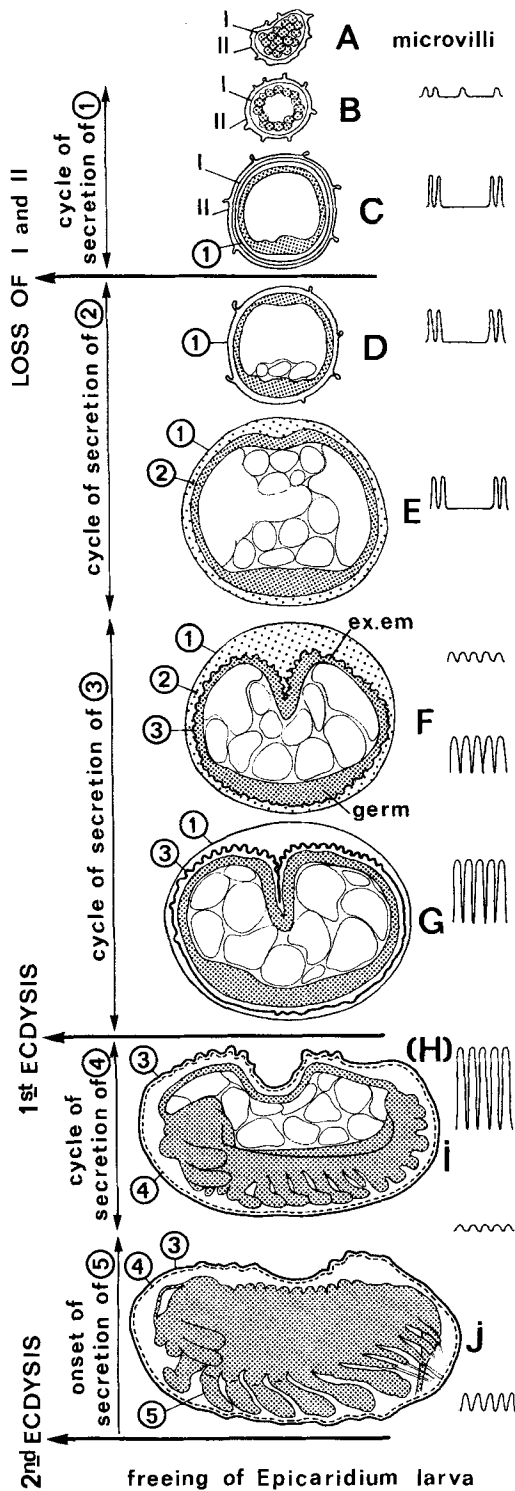 I
II
A
microvilli
I
II
B
I
II
①
C
cycle of
secretion of ①
LOSS OF I and II
①
D
①
②
E
cycle of secretion of ②
①
②
③
ex.em
germ
F
①
③
G
cycle of secretion of ③
1st ECDYSIS
(H)
③
④
i
cycle of
secretion of ④
③
④
⑤
j
onset of
secretion of ⑤
2nd ECDYSIS
freeing of Epicaridium larva